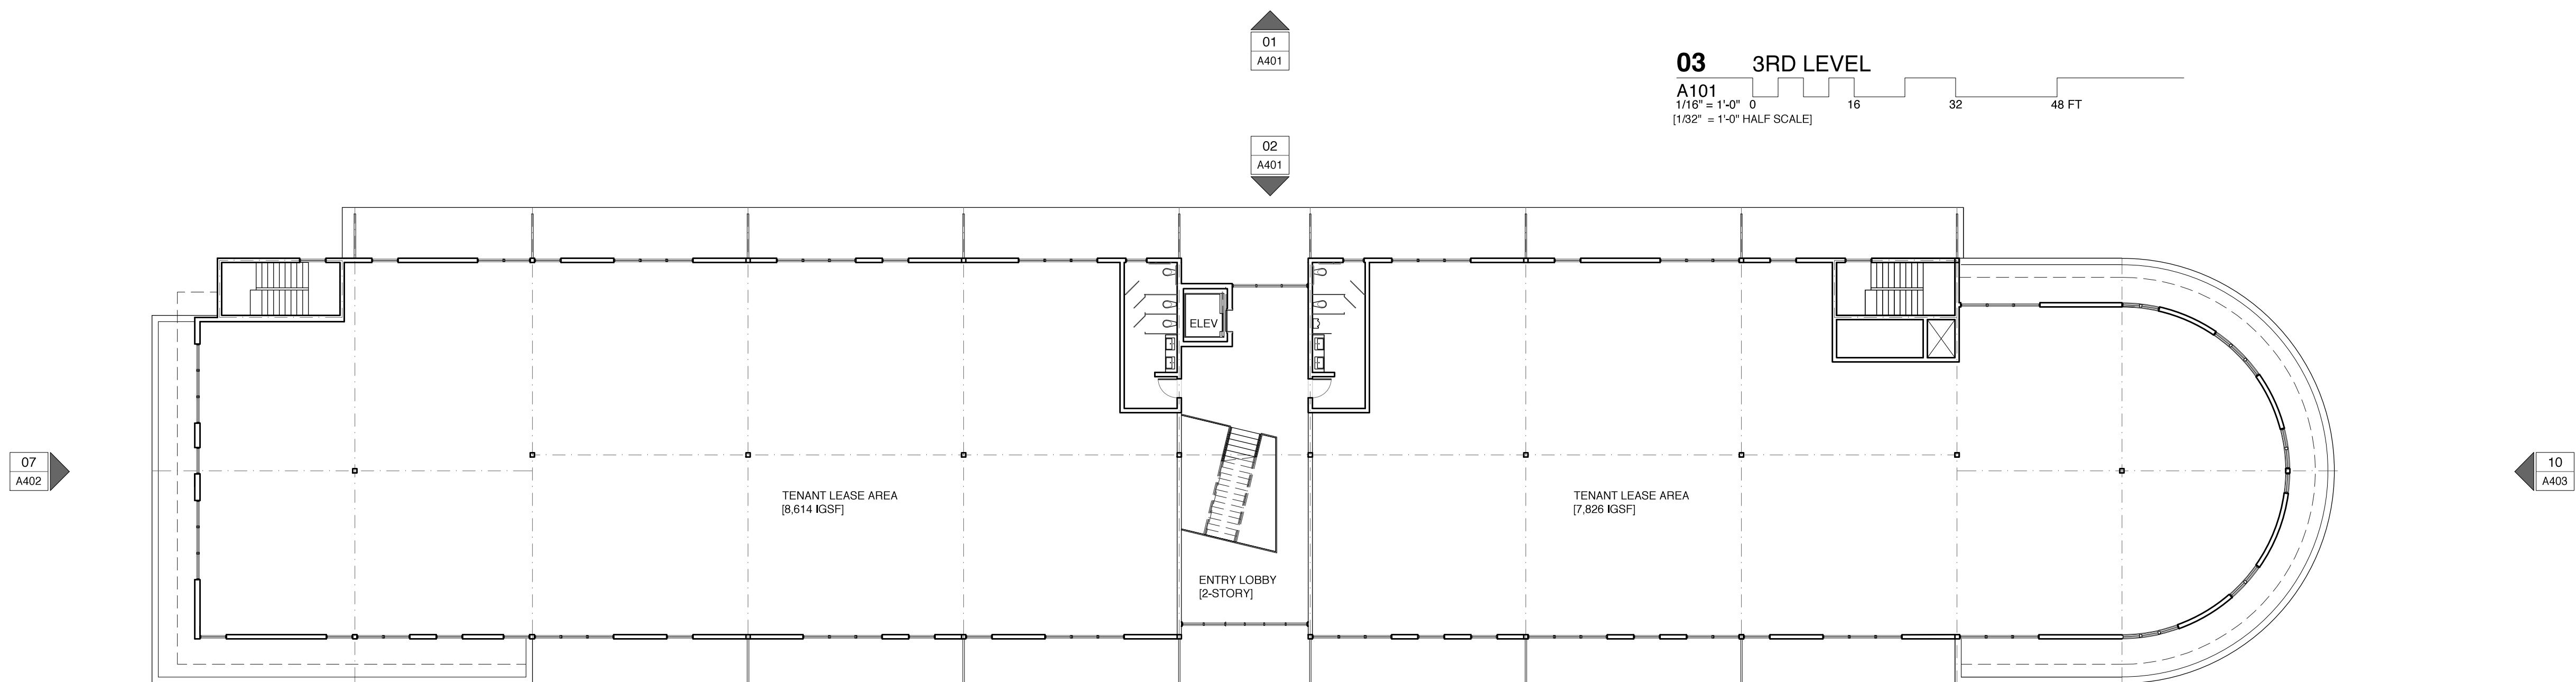 01
A401
03 3RD LEVEL
A101
1/16" = 1'-0" 0 16 32 48 FT
[1/32" = 1'-0" HALF SCALE]
02
A401
ELEV
07
A402
10
A403
TENANT LEASE AREA
[8,614 IGSF]
TENANT LEASE AREA
[7,826 IGSF]
ENTRY LOBBY
[2-STORY]